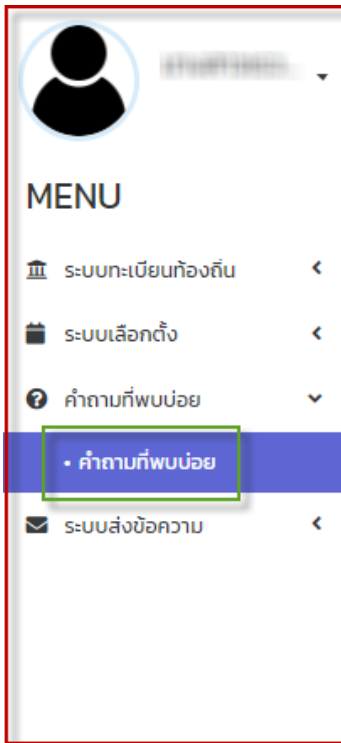 MENU
ระบบทะเบียนท้องถิ่น
ระบบเลือกตั้ง
คำถามที่พบบ่อย
• คำถามที่พบบ่อย
ระบบส่งข้อความ